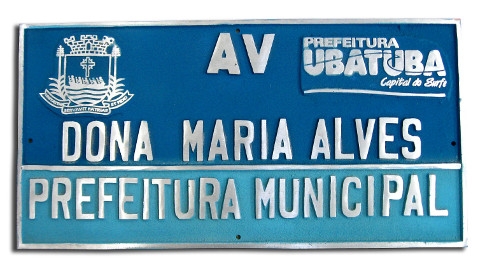 AV
PREFEITURA
UBATUBA
Capital do Surfe
DONA MARIA ALVES
PREFEITURA MUNICIPAL